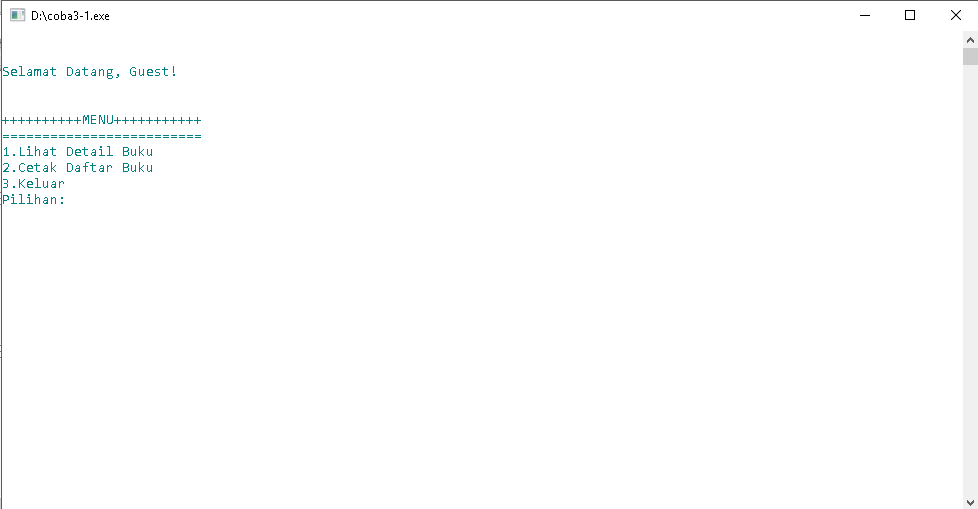 D:\coba3-1.exe
Selamat Datang, Guest!
++++++++++MENU+++++++++++
=========================
1.Lihat Detail Buku
2.Cetak Daftar Buku
3.Keluar
Pilihan: